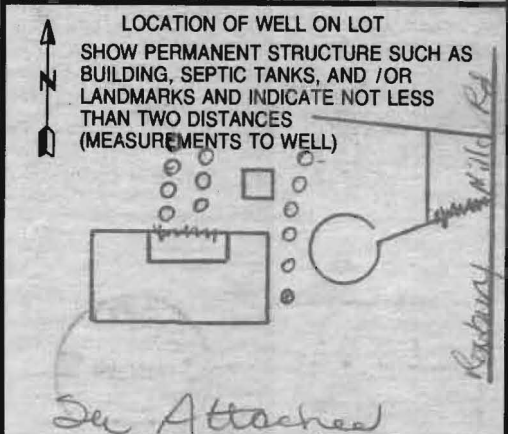 LOCATION OF WELL ON LOT
SHOW PERMANENT STRUCTURE SUCH AS
BUILDING, SEPTIC TANKS, AND /OR
LANDMARKS AND INDICATE NOT LESS
THAN TWO DISTANCES
(MEASUREMENTS TO WELL)
N
Roxbury Mills Rd
See Attached